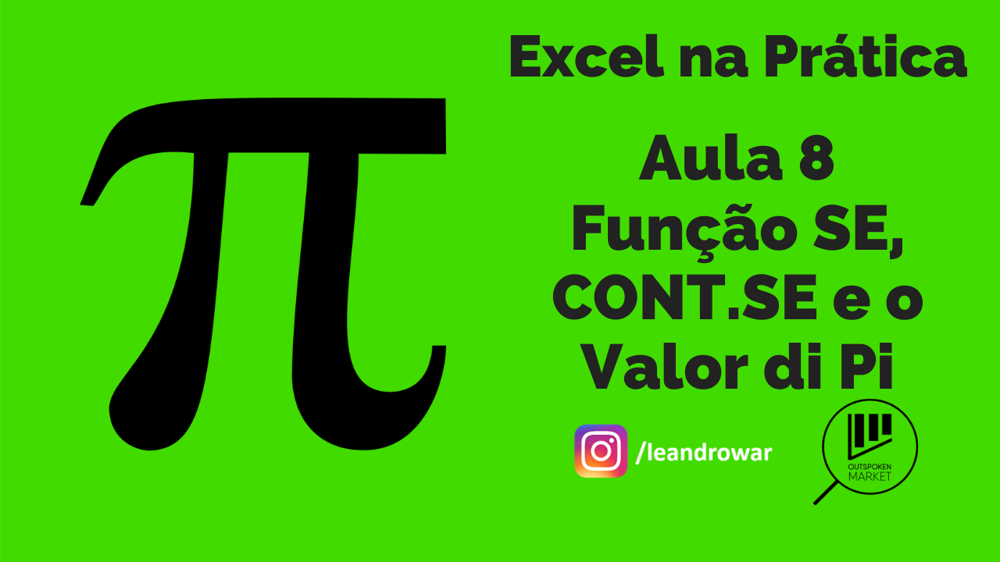 π
Excel na Prática
Aula 8
Função SE,
CONT.SE e o
Valor di Pi
/leandrowar
OUTSPOKEN
MARKET